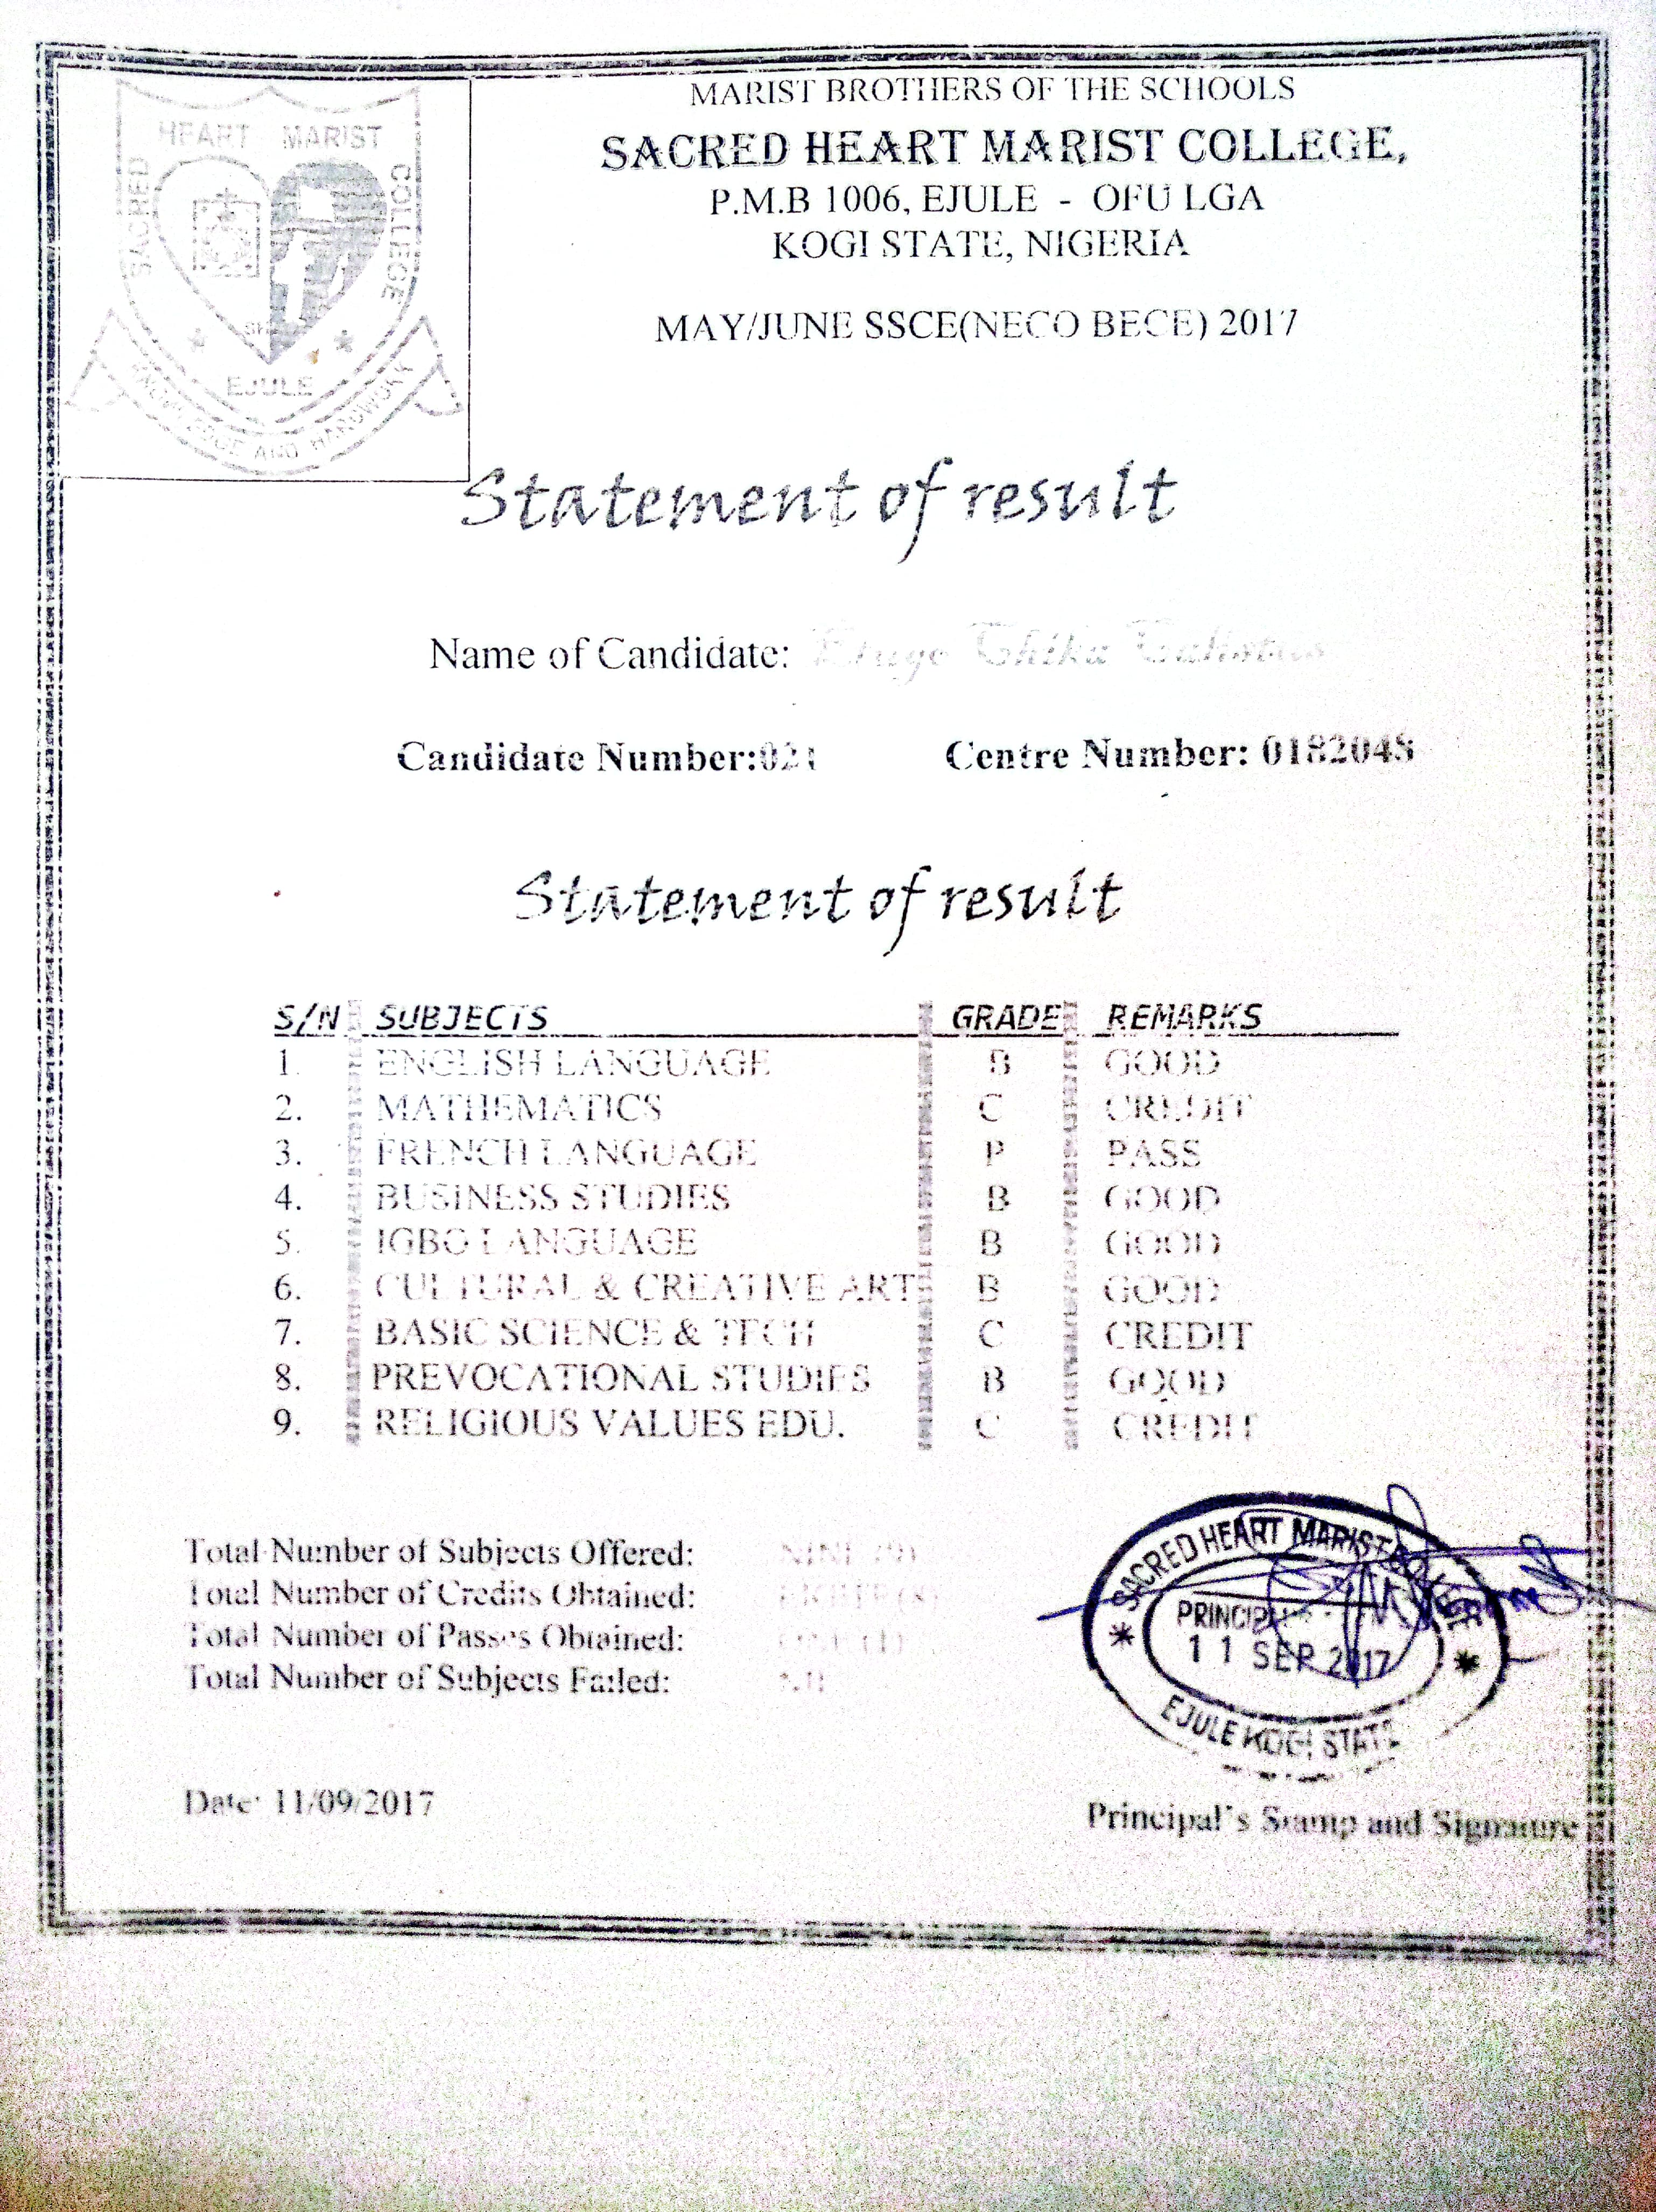 MARIST BROTHERS OF THE SCHOOLS
SACRED HEART MARIST COLLEGE,
P.M.B 1006, EJULE - OFU LGA
KOGI STATE, NIGERIA
MAY/JUNE SSCE(NECO BECE) 2017
SACRED HEART MARIST COLLEGE
EJULE
KNOWLEDGE AND HARDWORK
Statement of result
Name of Candidate: Chika
Candidate Number:021 Centre Number: 0182048
Statement of result
S/N SUBJECTS GRADE REMARKS
1. ENGLISH LANGUAGE B GOOD
2. MATHEMATICS C CREDIT
3. FRENCH LANGUAGE P PASS
4. BUSINESS STUDIES B GOOD
5. IGBO LANGUAGE B GOOD
6. CULTURAL & CREATIVE ART B GOOD
7. BASIC SCIENCE & TECH C CREDIT
8. PREVOCATIONAL STUDIES B GOOD
9. RELIGIOUS VALUES EDU. C CREDIT
Total Number of Subjects Offered: NINE (9)
Total Number of Credits Obtained: EIGHT (8)
Total Number of Passes Obtained: ONE (1)
Total Number of Subjects Failed: NIL
SACRED HEART MARIST COLLEGE
PRINCIPAL'S
11 SEP 2017
EJULE KOGI STATE
Date: 11/09/2017
Principal's Stamp and Signature